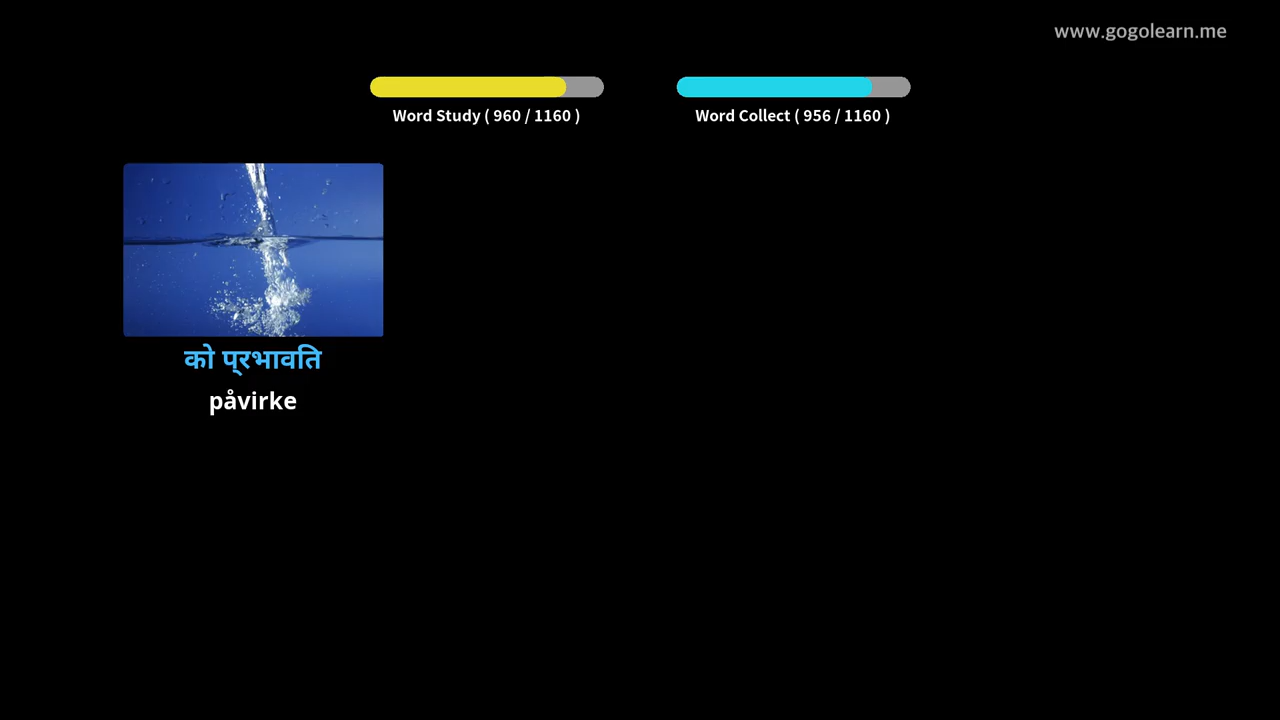 www.gogolearn.me
Word Study ( 960 / 1160 )
Word Collect ( 956 / 1160 )
को प्रभावति
påvirke